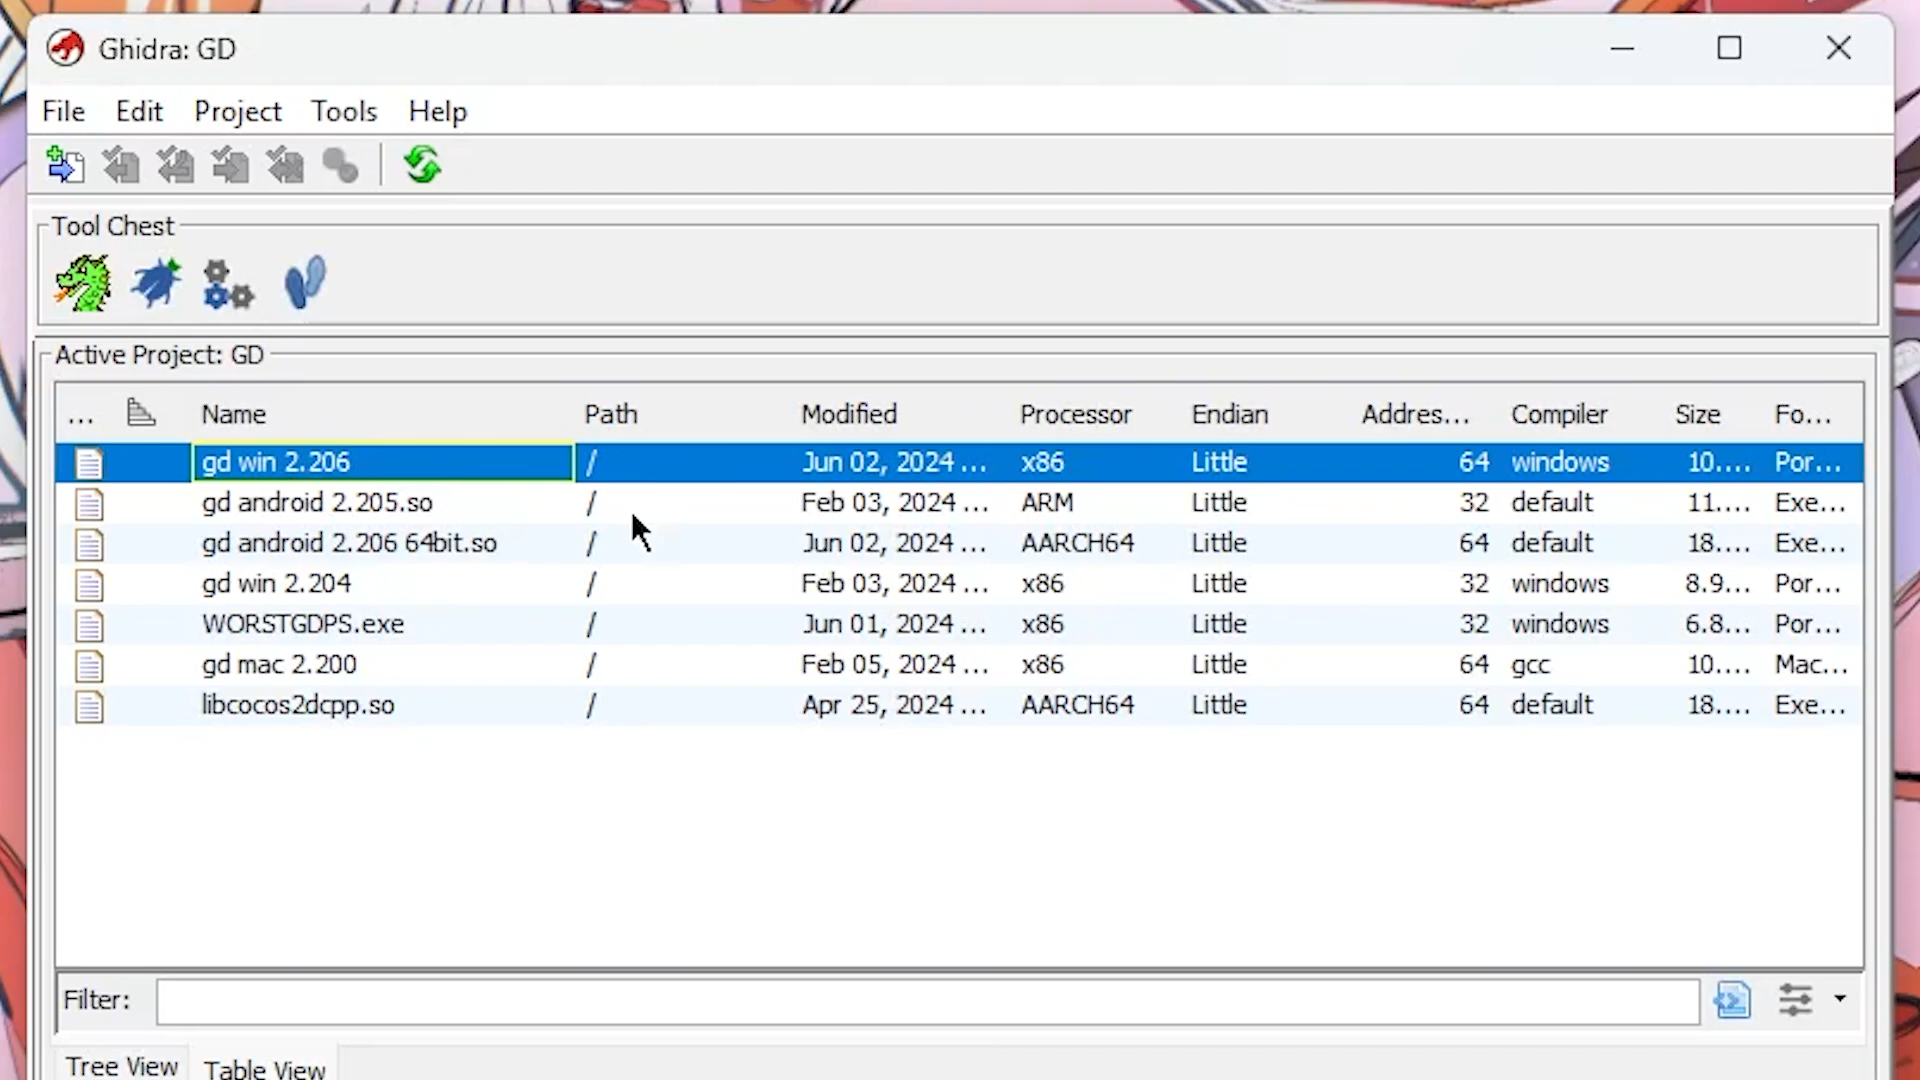 Ghidra: GD
File Edit Project Tools Help
Tool Chest
Active Project: GD
... Name Path Modified Processor Endian Addres... Compiler Size Fo...
gd win 2.206 / Jun 02, 2024 ... x86 Little 64 windows 10.... Por...
gd android 2.205.so / Feb 03, 2024 ... ARM Little 32 default 11.... Exe...
gd android 2.206 64bit.so / Jun 02, 2024 ... AARCH64 Little 64 default 18.... Exe...
gd win 2.204 / Feb 03, 2024 ... x86 Little 32 windows 8.9... Por...
WORSTGDPS.exe / Jun 01, 2024 ... x86 Little 32 windows 6.8... Por...
gd mac 2.200 / Feb 05, 2024 ... x86 Little 64 gcc 10.... Mac...
libcocos2dcpp.so / Apr 25, 2024 ... AARCH64 Little 64 default 18.... Exe...
Filter:
Tree View Table View